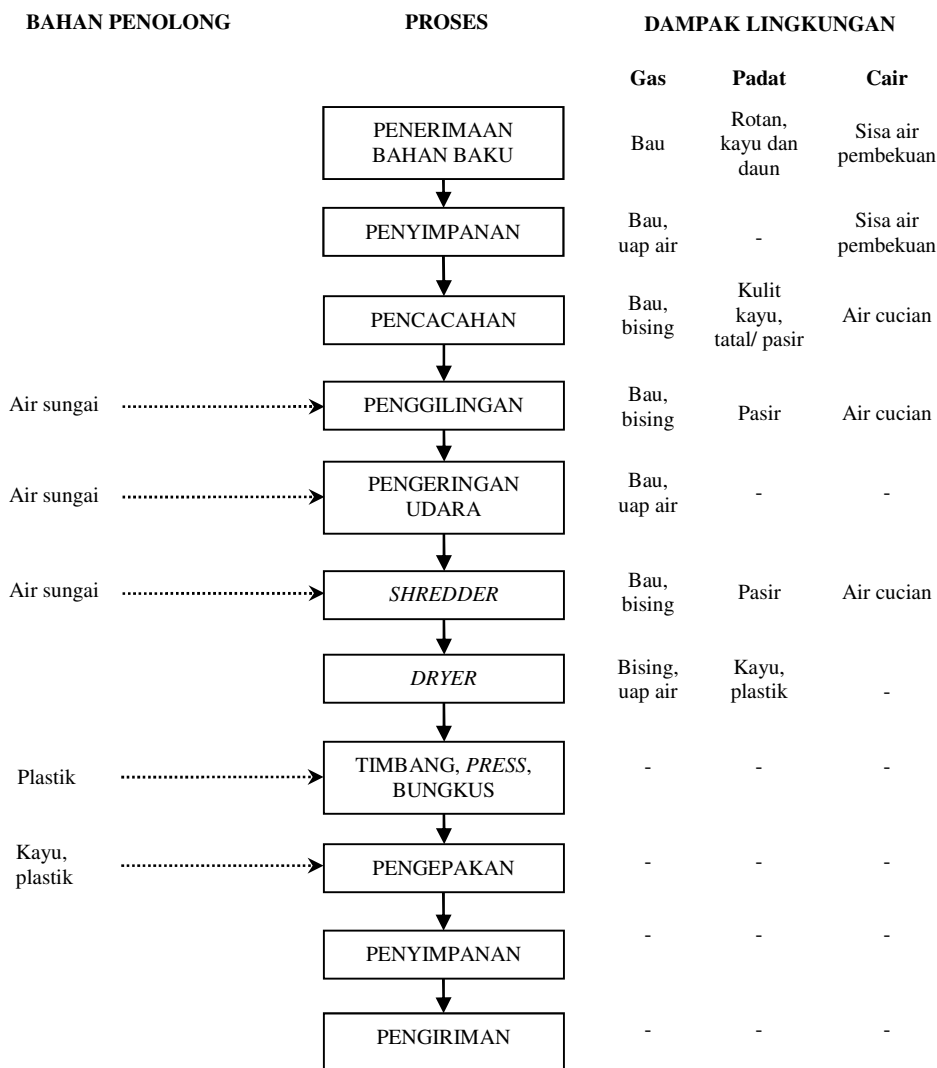 BAHAN PENOLONG PROSES DAMPAK LINGKUNGAN
Gas Padat Cair
PENERIMAAN
BAHAN BAKU
Bau
Rotan,
kayu dan
daun
Sisa air
pembekuan
PENYIMPANAN
Bau,
uap air
-
Sisa air
pembekuan
PENCACAHAN
Bau,
bising
Kulit
kayu,
tatal/ pasir
Air cucian
Air sungai
PENGGILINGAN
Bau,
bising
Pasir
Air cucian
Air sungai
PENGERINGAN
UDARA
Bau,
uap air
-
-
Air sungai
SHREDDER
Bau,
bising
Pasir
Air cucian
DRYER
Bising,
uap air
Kayu,
plastik
-
Plastik
TIMBANG, PRESS,
BUNGKUS
- - -
Kayu,
plastik
PENGEPAKAN
- - -
PENYIMPANAN
- - -
PENGIRIMAN
- - -